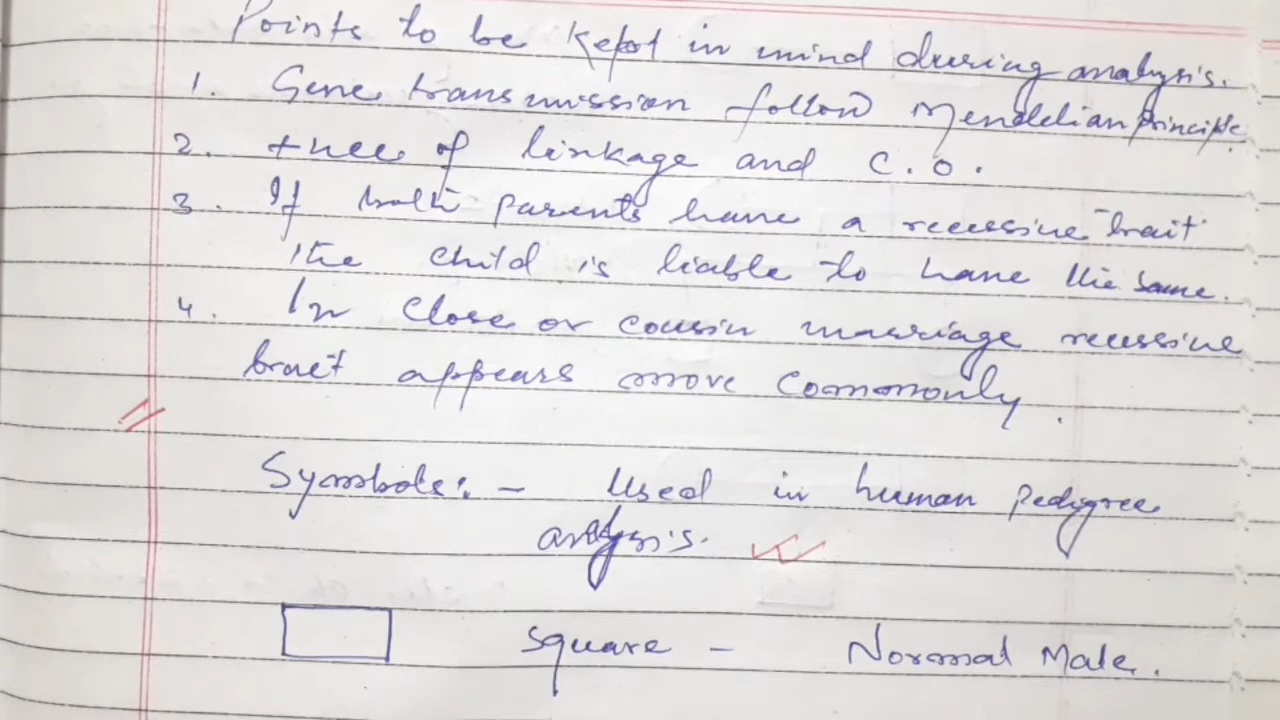 Points to be kept in mind during analysis.
1. Gene transmission follow Mendelian principle
2. free of linkage and C.O.
3. If both parents have a recessive trait
the child is liable to have the same.
4. In close or cousin marriage recessive
trait appears more commonly.
Symbols:- Used in human pedigree
analysis.
square - Normal Male.